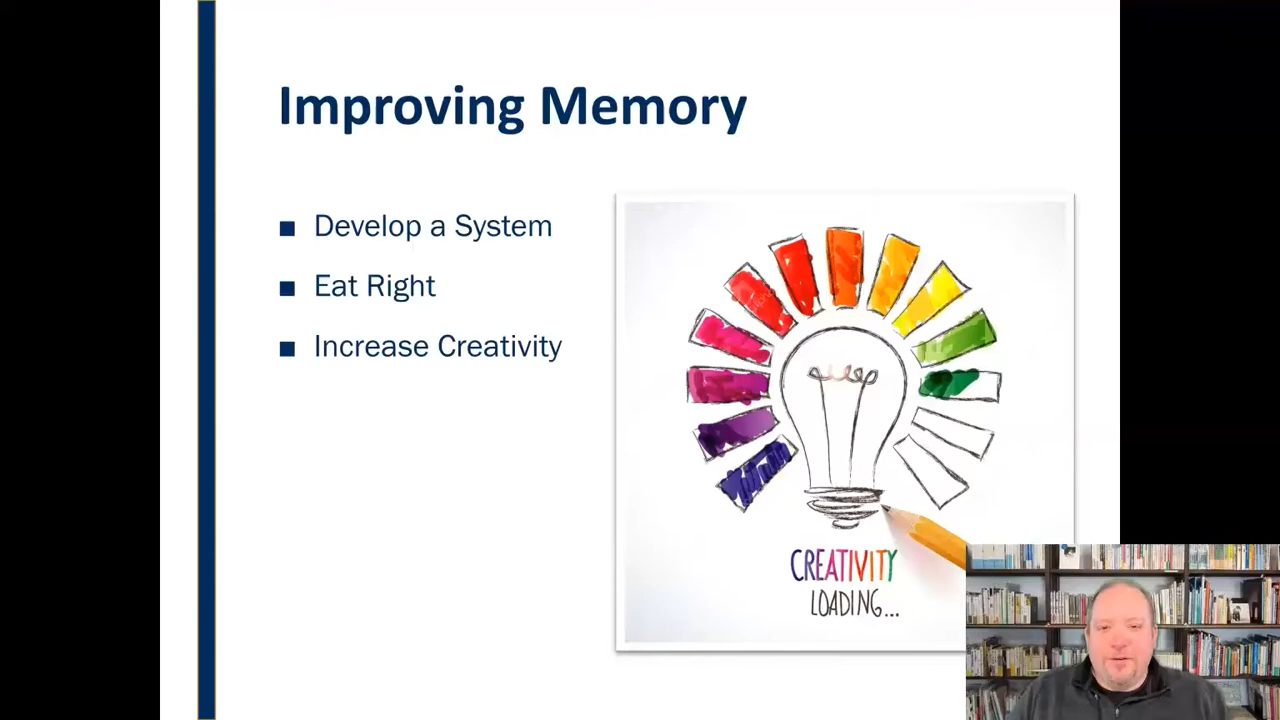 Improving Memory
■ Develop a System
■ Eat Right
■ Increase Creativity
CREATIVITY
LOADING...